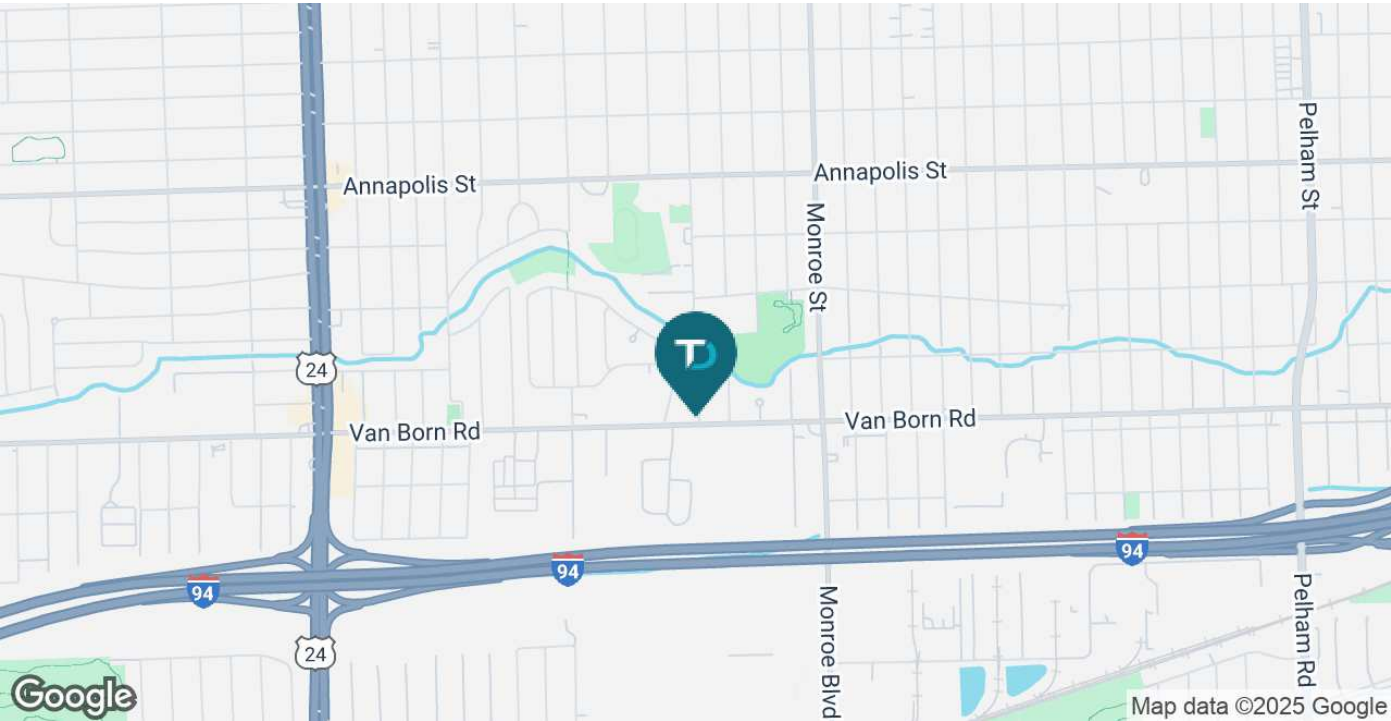 Annapolis St
Annapolis St
Pelham St
Monroe St
24
TD
Van Born Rd
Van Born Rd
94
94
94
24
Monroe Blvd
Pelham Rd
Google
Map data ©2025 Google